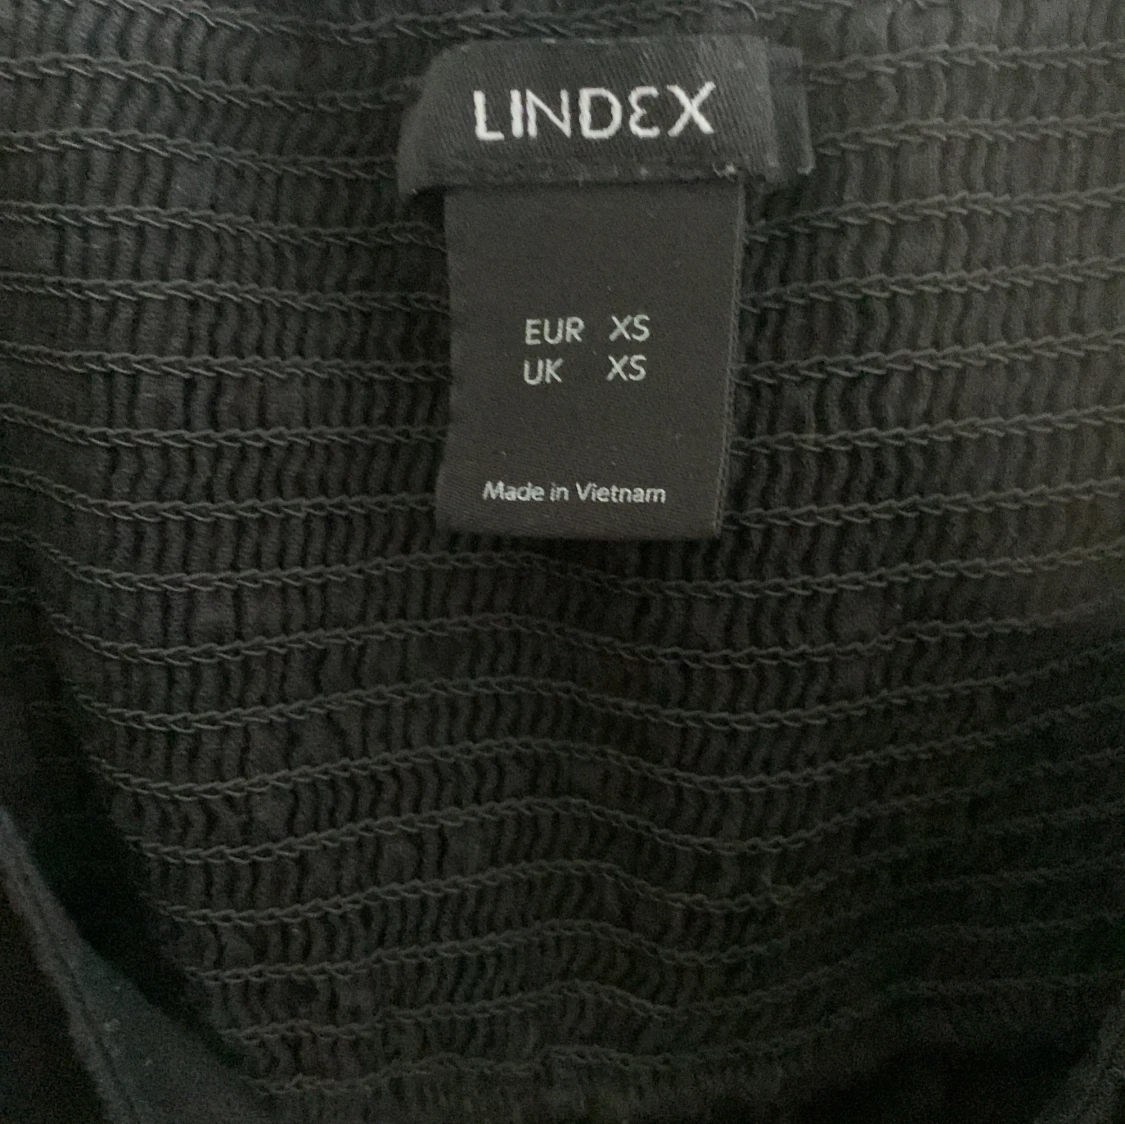 LINDEX
EUR XS
UK XS
Made in Vietnam